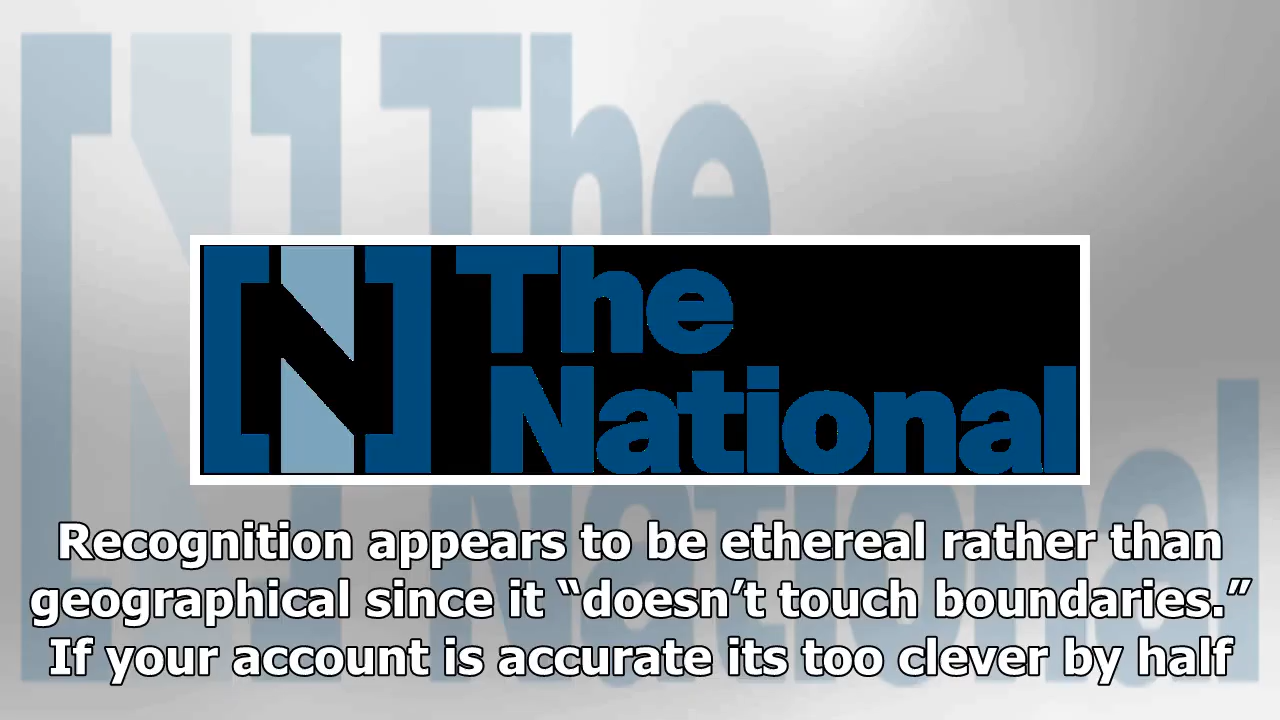 The
National
Recognition appears to be ethereal rather than
geographical since it “doesn’t touch boundaries.”
If your account is accurate its too clever by half